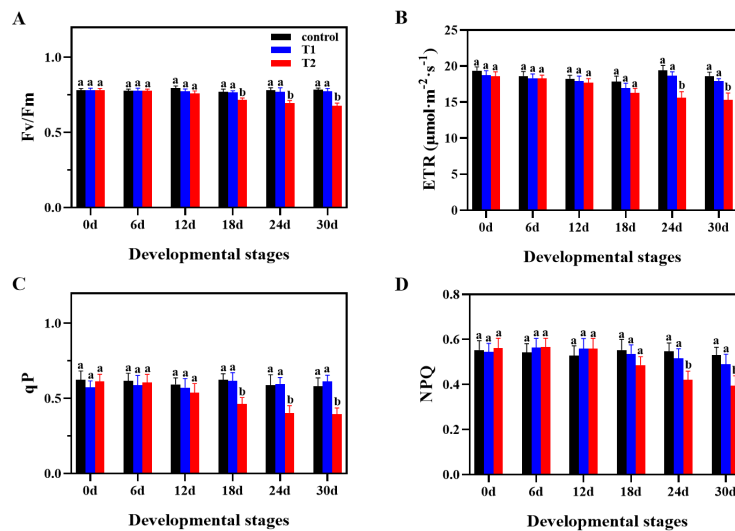 A
control
T1
T2
1.0
0.5
0.0
Fv/Fm
a a a a a a a a a a a b a a b a a b
0d 6d 12d 18d 24d 30d
Developmental stages
B
25
20
15
10
5
0
ETR (μmol·m⁻²·s⁻¹)
a a a a a a a a a a a a a a b a a b
0d 6d 12d 18d 24d 30d
Developmental stages
C
1.0
0.5
0.0
qP
a a a a a a a a a a a b a a b a a b
0d 6d 12d 18d 24d 30d
Developmental stages
D
0.8
0.6
0.4
0.2
0.0
NPQ
a a a a a a a a a a a a a a b a a b
0d 6d 12d 18d 24d 30d
Developmental stages